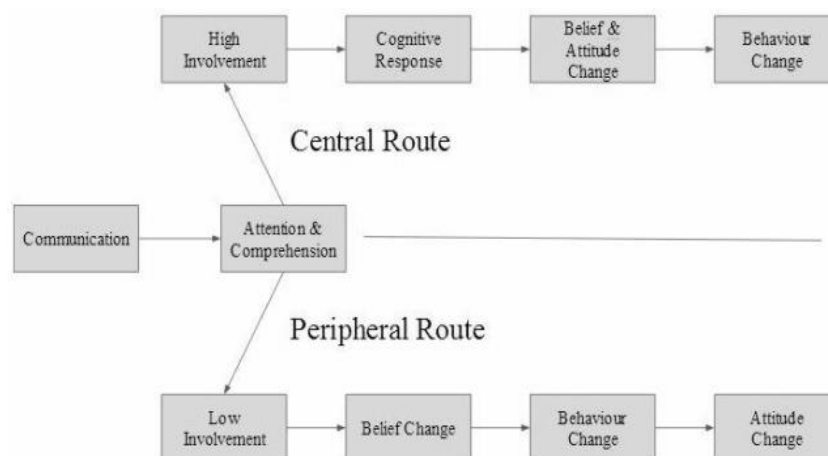 High
Involvement
Cognitive
Response
Belief &
Attitude
Change
Behaviour
Change
Central Route
Communication
Attention &
Comprehension
Peripheral Route
Low
Involvement
Belief Change
Behaviour
Change
Attitude
Change